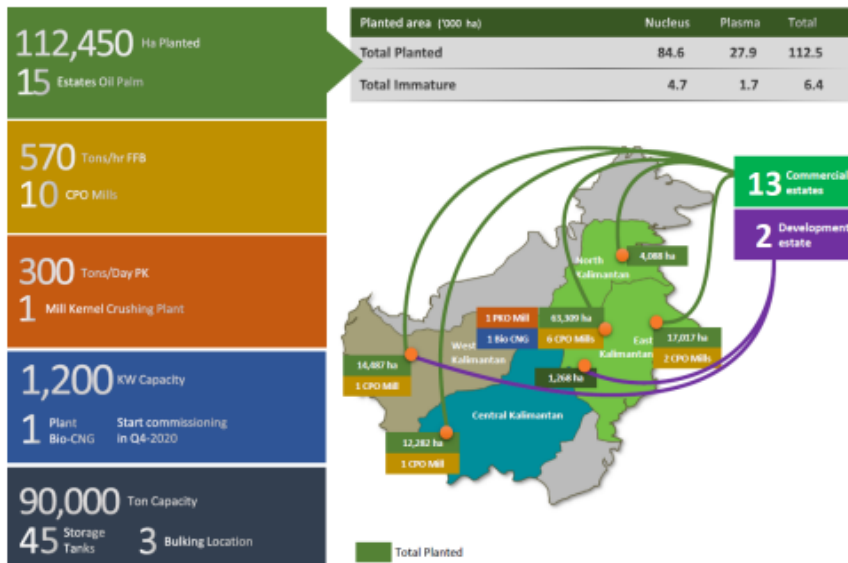 112,450 Ha Planted
15 Estates Oil Palm
570 Tons/hr FFB
10 CPO Mills
300 Tons/Day PK
1 Mill Kernel Crushing Plant
1,200 KW Capacity
1 Plant Bio-CNG Start commissioning in Q4-2020
90,000 Ton Capacity
45 Storage Tanks 3 Bulking Location
Planted area ('000 ha) Nucleus Plasma Total
Total Planted 84.6 27.9 112.5
Total Immature 4.7 1.7 6.4
13 Commercial estates
2 Development estate
North Kalimantan
4,088 ha
1 PKO Mill
1 Bio CNG
63,309 ha
6 CPO Mills
East Kalimantan
17,017 ha
2 CPO Mills
West Kalimantan
14,487 ha
1 CPO Mill
1,268 ha
Central Kalimantan
12,282 ha
1 CPO Mill
Total Planted